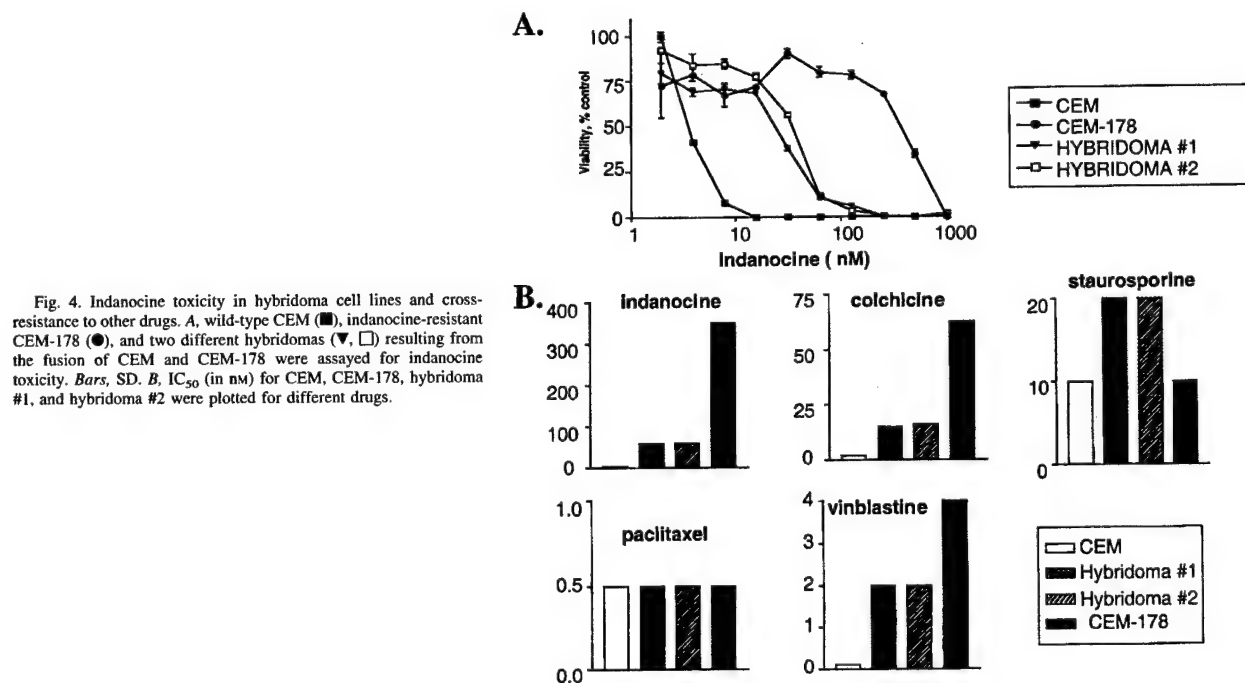 A.
100
75
50
25
0
Viability, % control
1
10
100
1000
Indanocine ( nM)
CEM
CEM-178
HYBRIDOMA #1
HYBRIDOMA #2
Fig. 4. Indanocine toxicity in hybridoma cell lines and cross-
resistance to other drugs. A, wild-type CEM (■), indanocine-resistant
CEM-178 (●), and two different hybridomas (▼, □) resulting from
the fusion of CEM and CEM-178 were assayed for indanocine
toxicity. Bars, SD. B, IC50 (in nM) for CEM, CEM-178, hybridoma
#1, and hybridoma #2 were plotted for different drugs.
B.
indanocine
400
300
200
100
0
colchicine
75
50
25
0
staurosporine
20
10
0
paclitaxel
1.0
0.5
0.0
vinblastine
4
3
2
1
0
CEM
Hybridoma #1
Hybridoma #2
CEM-178